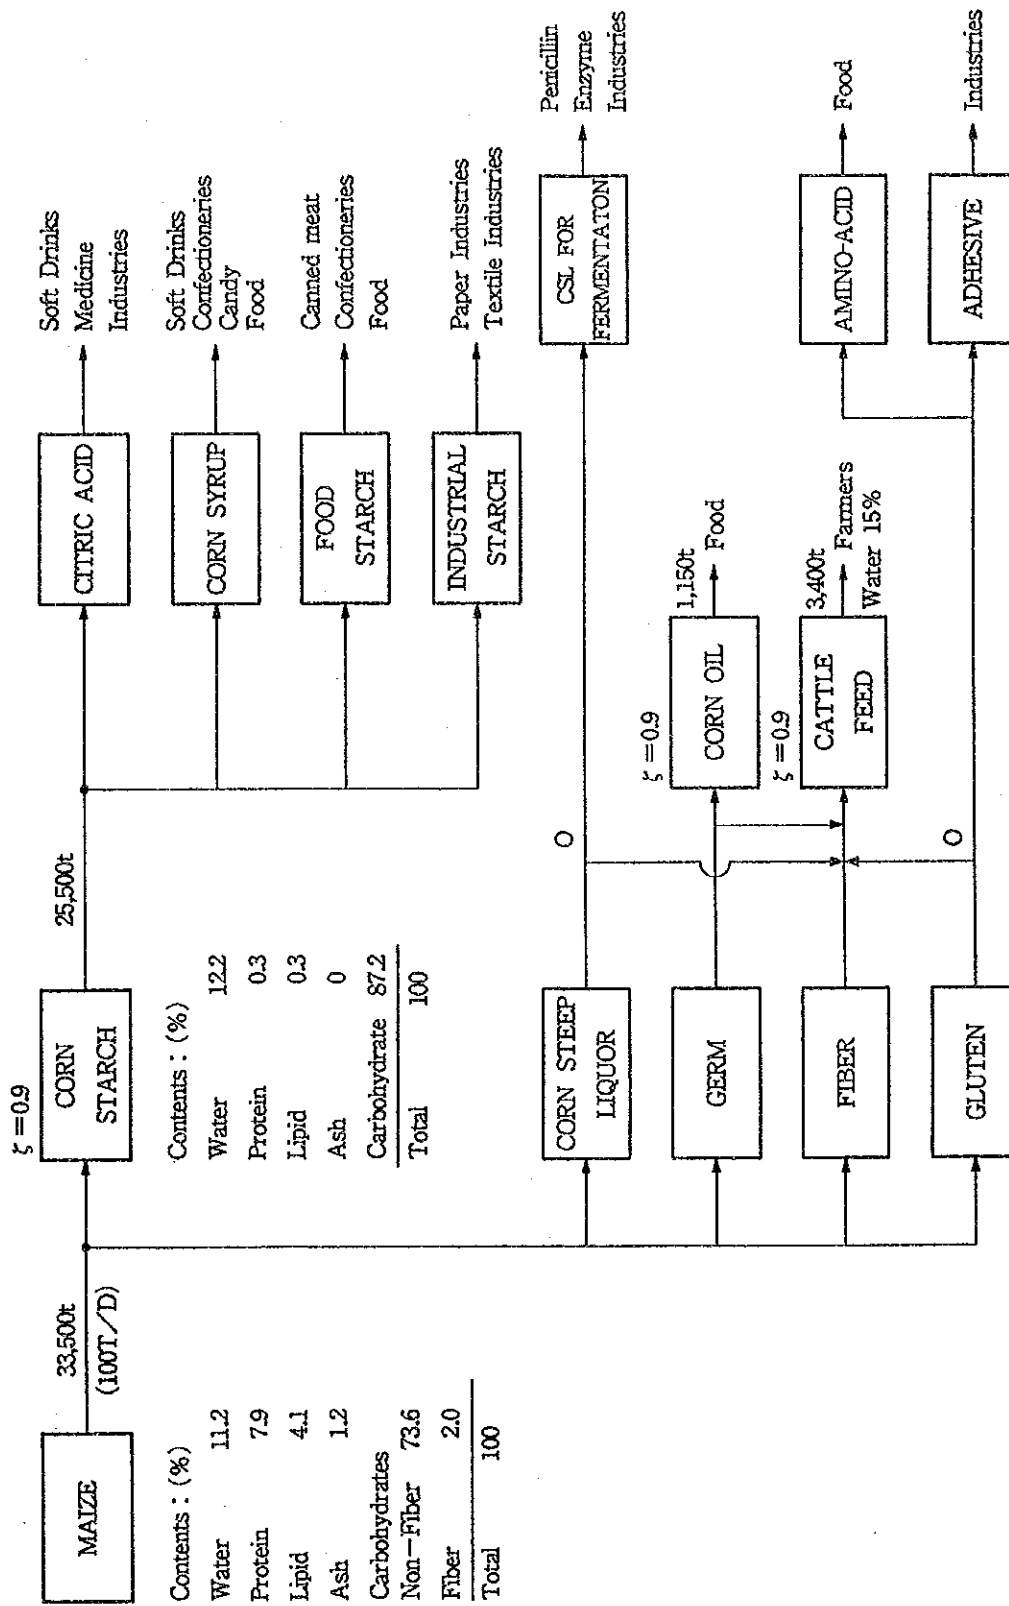 MAIZE
33,500t
(100T/D)
Contents : (%)
Water 11.2
Protein 7.9
Lipid 4.1
Ash 1.2
Carbohydrates
Non-Fiber 73.6
Fiber 2.0
Total 100
ζ=0.9
CORN
STARCH
25,500t
Contents : (%)
Water 12.2
Protein 0.3
Lipid 0.3
Ash 0
Carbohydrate 87.2
Total 100
CITRIC ACID
Soft Drinks
Medicine
Industries
CORN SYRUP
Soft Drinks
Confectioneries
Candy
Food
FOOD
STARCH
Canned meat
Confectioneries
Food
INDUSTRIAL
STARCH
Paper Industries
Textile Industries
CORN STEEP
LIQUOR
O
CSL FOR
FERMENTATON
Penicillin
Enzyme
Industries
GERM
ζ=0.9
CORN OIL
1,150t
Food
FIBER
ζ=0.9
CATTLE
FEED
3,400t
Farmers
Water 15%
GLUTEN
O
AMINO-ACID
Food
ADHESIVE
Industries